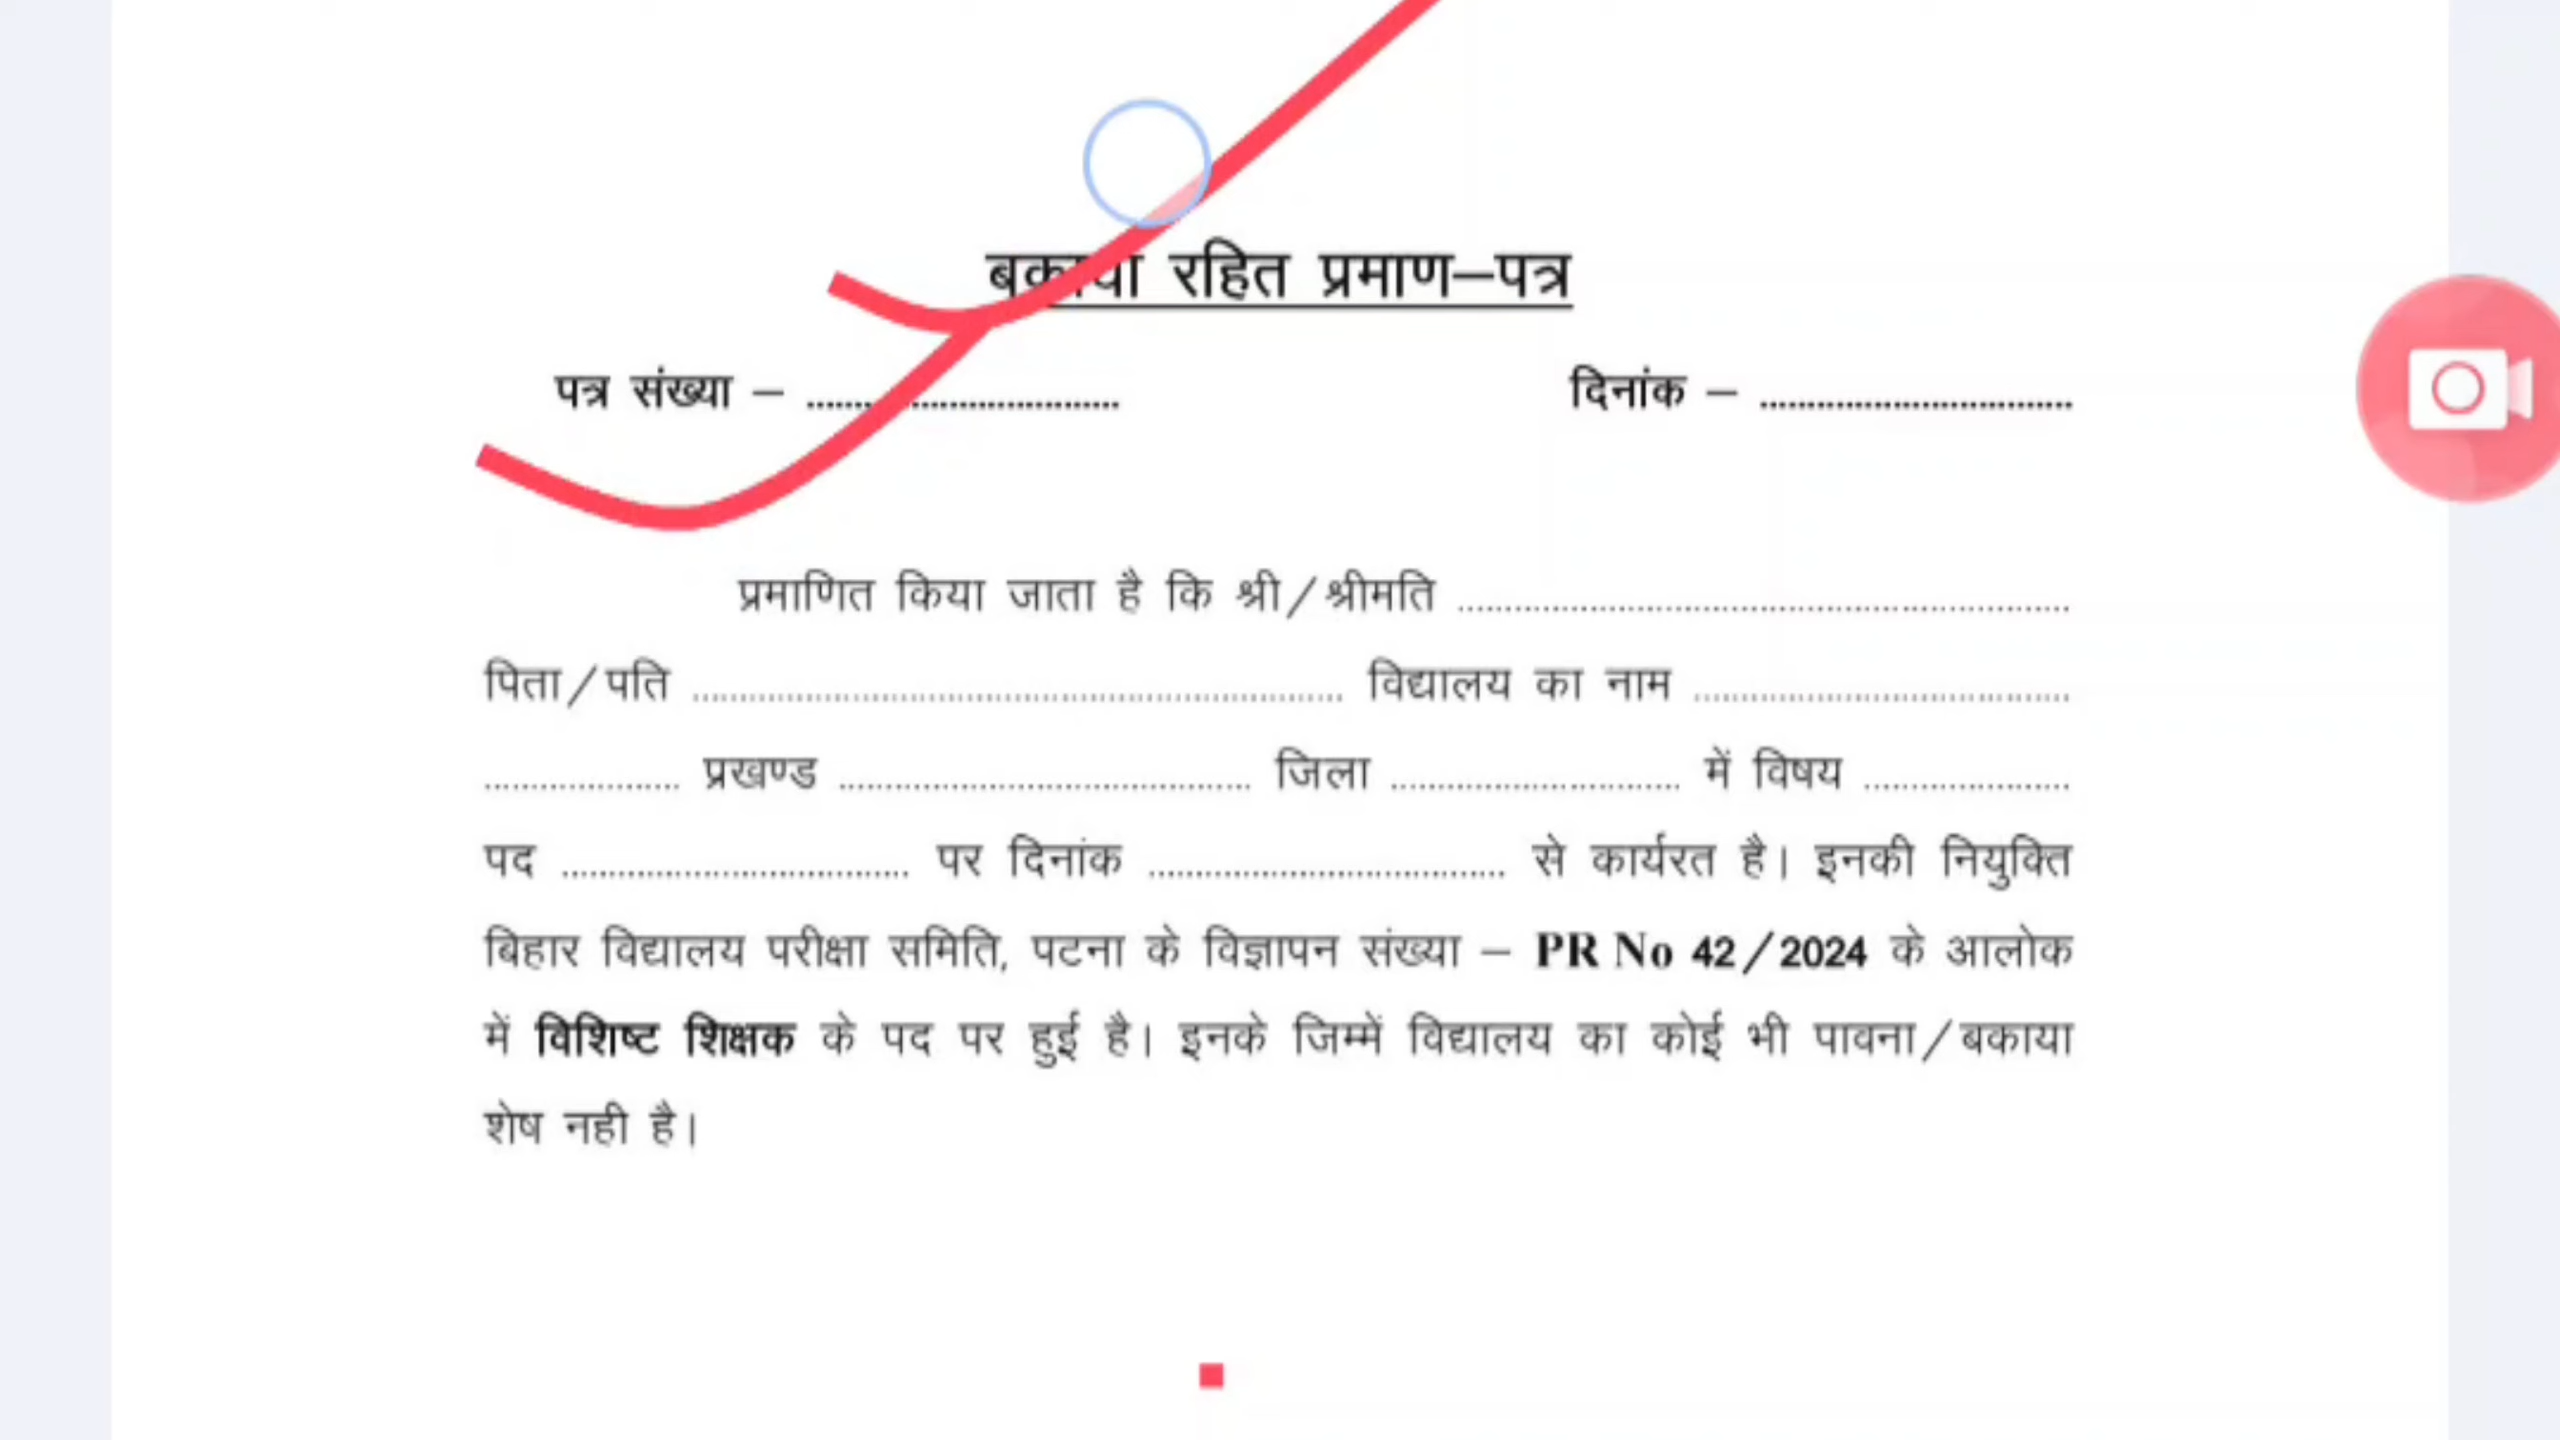 बकाया रहित प्रमाण–पत्र
पत्र संख्या – ........................................ दिनांक – ........................................
प्रमाणित किया जाता है कि श्री/श्रीमति ................................................................................
पिता/पति ................................................................................ विद्यालय का नाम ..................................................
......................... प्रखण्ड ...................................................... जिला ...................................... में विषय ...........................
पद ............................................. पर दिनांक .............................................. से कार्यरत है। इनकी नियुक्ति
बिहार विद्यालय परीक्षा समिति, पटना के विज्ञापन संख्या – PR No 42/2024 के आलोक
में विशिष्ट शिक्षक के पद पर हुई है। इनके जिम्में विद्यालय का कोई भी पावना/बकाया
शेष नही है।